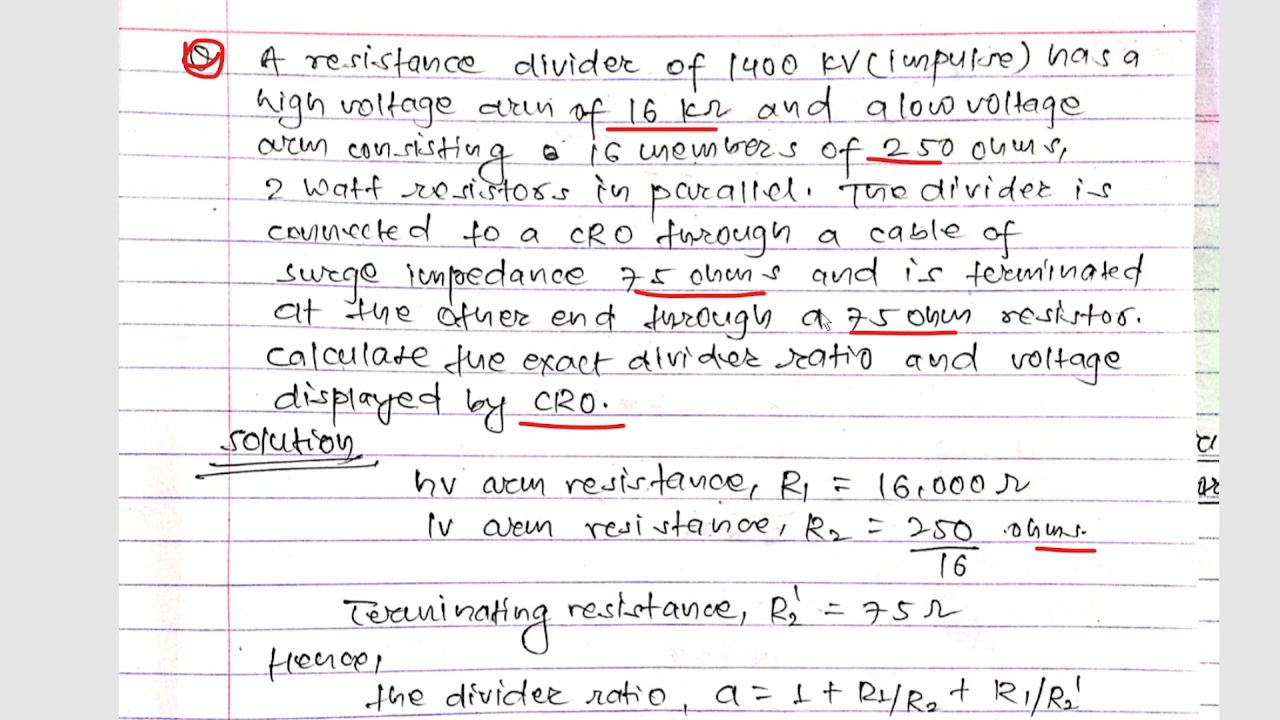 Q A resistance divider of 1400 kV (impulse) has a
high voltage arm of 16 kΩ and a low voltage
arm consisting 16 members of 250 ohms,
2 watt resistors in parallel. The divider is
connected to a CRO through a cable of
surge impedance 75 ohms and is terminated
at the other end through a 75 ohm resistor.
calculate the exact divider ratio and voltage
displayed by CRO.
solution
hv arm resistance, R₁ = 16,000 Ω
lv arm resistance, R₂ = 250/16 ohms.
Terminating resistance, R₂' = 75 Ω
Hence,
the divider ratio, a = 1 + R₁/R₂ + R₁/R₂'